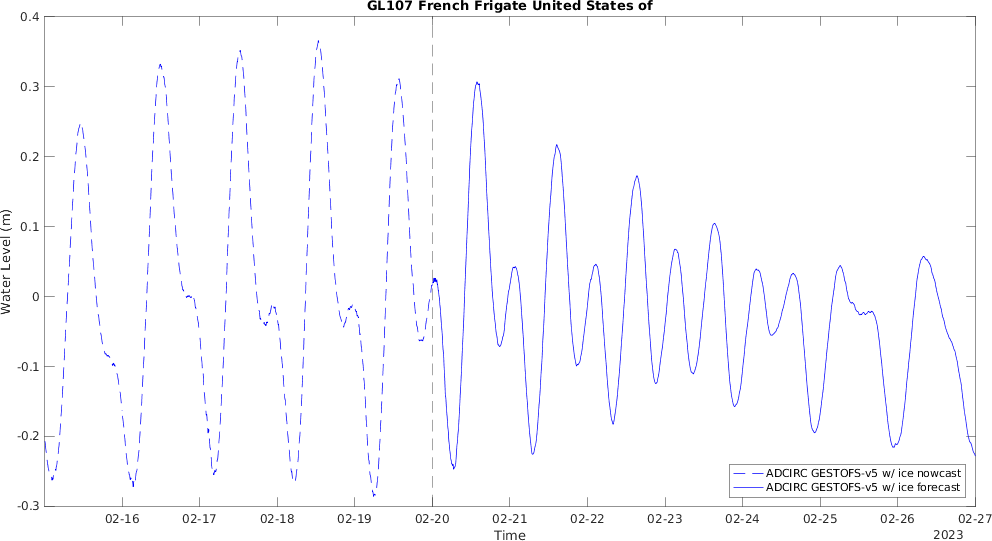 GL107 French Frigate United States of
0.4
0.3
0.2
0.1
0
-0.1
-0.2
-0.3
Water Level (m)
02-16 02-17 02-18 02-19 02-20 02-21 02-22 02-23 02-24 02-25 02-26 02-27
Time
2023
ADCIRC GESTOFS-v5 w/ ice nowcast
ADCIRC GESTOFS-v5 w/ ice forecast